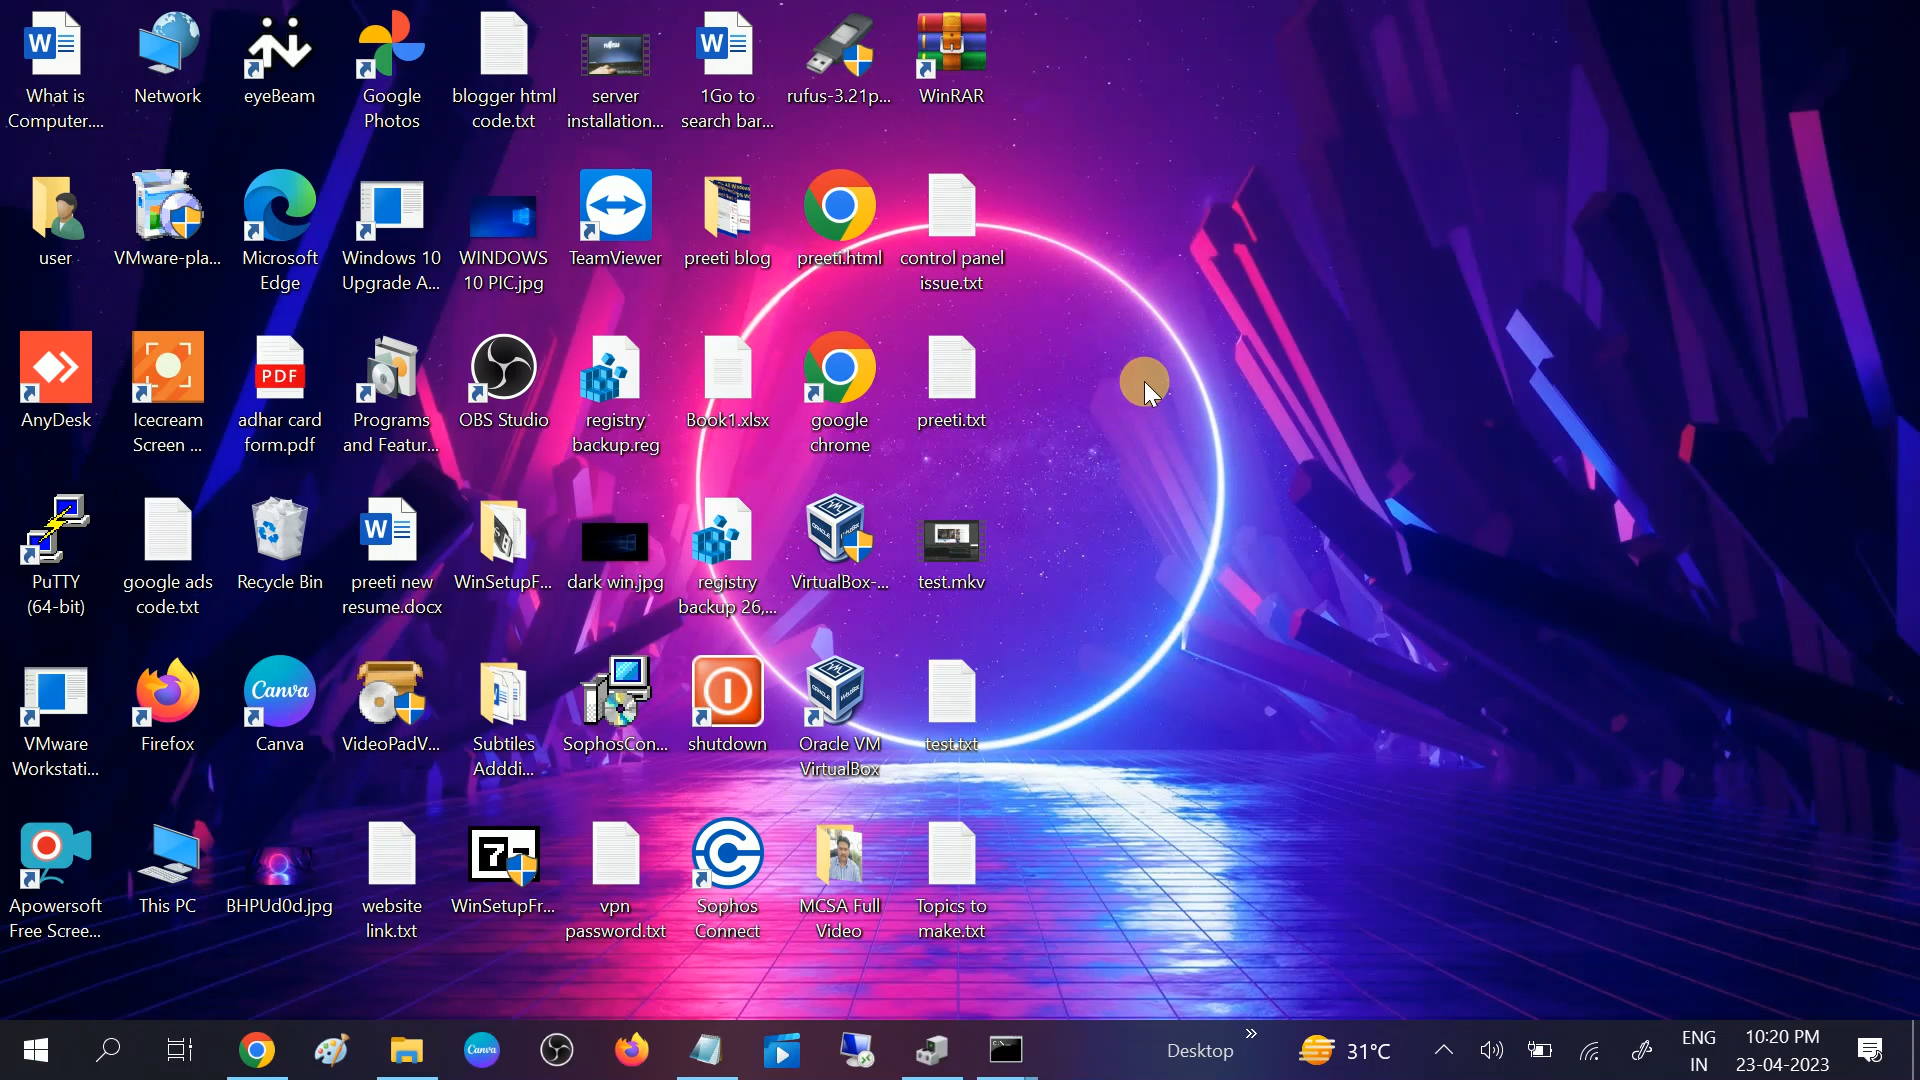 What is
Computer....
Network
eyeBeam
Google
Photos
blogger html
code.txt
server
installation...
1Go to
search bar...
rufus-3.21p...
WinRAR
user
VMware-pla...
Microsoft
Edge
Windows 10
Upgrade A...
WINDOWS
10 PIC.jpg
TeamViewer
preeti blog
preeti.html
control panel
issue.txt
AnyDesk
Icecream
Screen ...
PDF
adhar card
form.pdf
Programs
and Featur...
OBS Studio
registry
backup.reg
Book1.xlsx
google
chrome
preeti.txt
PuTTY
(64-bit)
google ads
code.txt
Recycle Bin
preeti new
resume.docx
WinSetupF...
dark win.jpg
registry
backup 26,...
VirtualBox-...
test.mkv
VMware
Workstati...
Firefox
Canva
Canva
VideoPadV...
Subtiles
Adddi...
SophosCon...
shutdown
Oracle VM
VirtualBox
test.txt
Apowersoft
Free Scree...
This PC
BHPUd0d.jpg
website
link.txt
WinSetupFr...
vpn
password.txt
Sophos
Connect
MCSA Full
Video
Topics to
make.txt
Canva
Desktop
31°C
ENG
IN
10:20 PM
23-04-2023